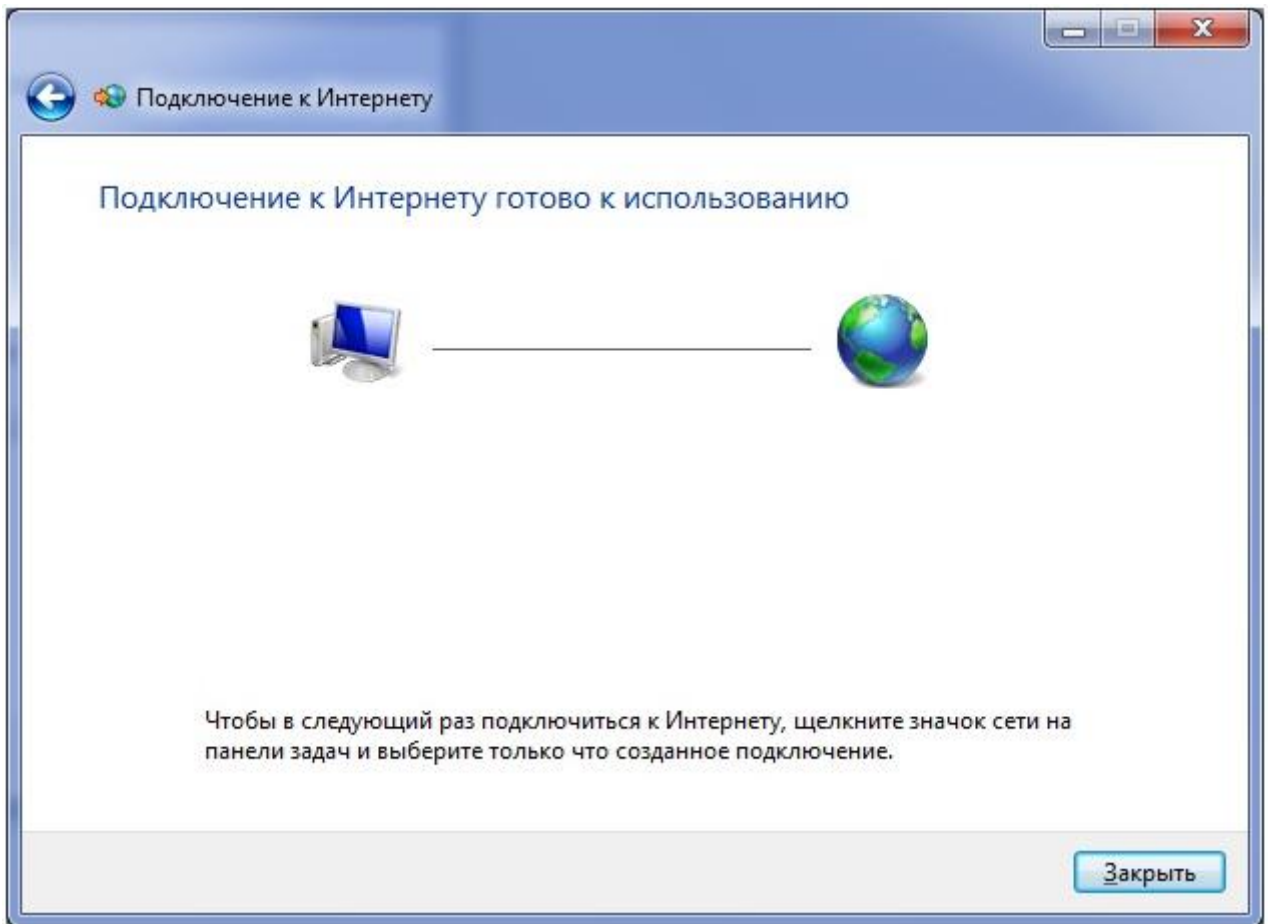 Подключение к Интернету
Подключение к Интернету готово к использованию
Чтобы в следующий раз подключиться к Интернету, щелкните значок сети на
панели задач и выберите только что созданное подключение.
Закрыть